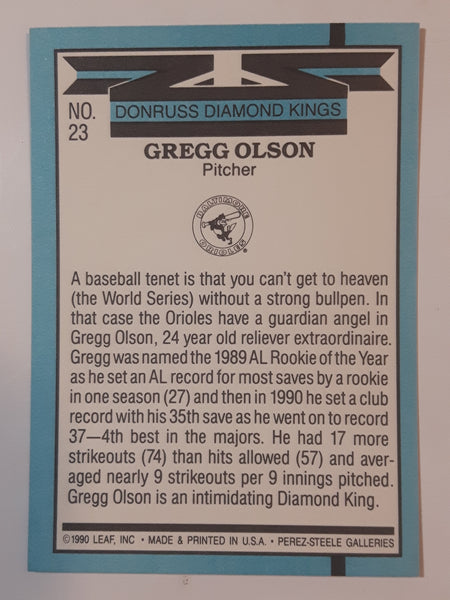 NO.
23
DONRUSS DIAMOND KINGS
GREGG OLSON
Pitcher
BALTIMORE
ORIOLES
®
A baseball tenet is that you can't get to heaven
(the World Series) without a strong bullpen. In
that case the Orioles have a guardian angel in
Gregg Olson, 24 year old reliever extraordinaire.
Gregg was named the 1989 AL Rookie of the Year
as he set an AL record for most saves by a rookie
in one season (27) and then in 1990 he set a club
record with his 35th save as he went on to record
37—4th best in the majors. He had 17 more
strikeouts (74) than hits allowed (57) and aver-
aged nearly 9 strikeouts per 9 innings pitched.
Gregg Olson is an intimidating Diamond King.
©1990 LEAF, INC • MADE & PRINTED IN U.S.A. • PEREZ-STEELE GALLERIES